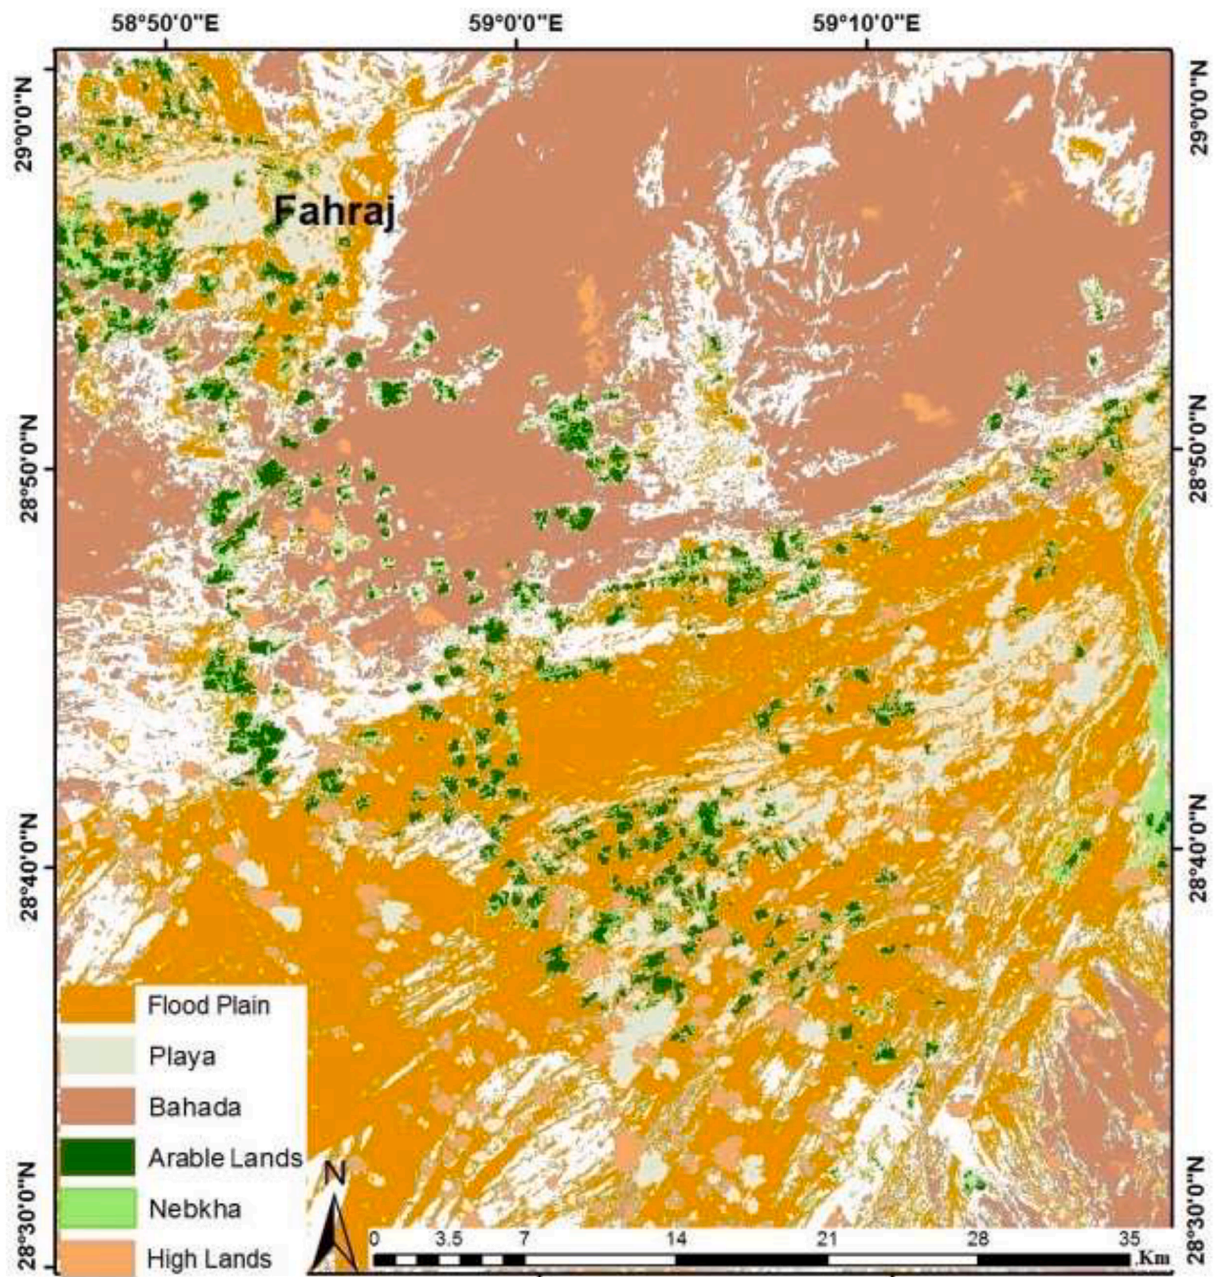 58°50'0"E 59°0'0"E 59°10'0"E
29°0'0"N 29°0'0"N
Fahraj
28°50'0"N 28°50'0"N
28°40'0"N 28°40'0"N
Flood Plain
Playa
Bahada
Arable Lands
Nebkha
High Lands
N
28°30'0"N 28°30'0"N
0 3.5 7 14 21 28 35
Km